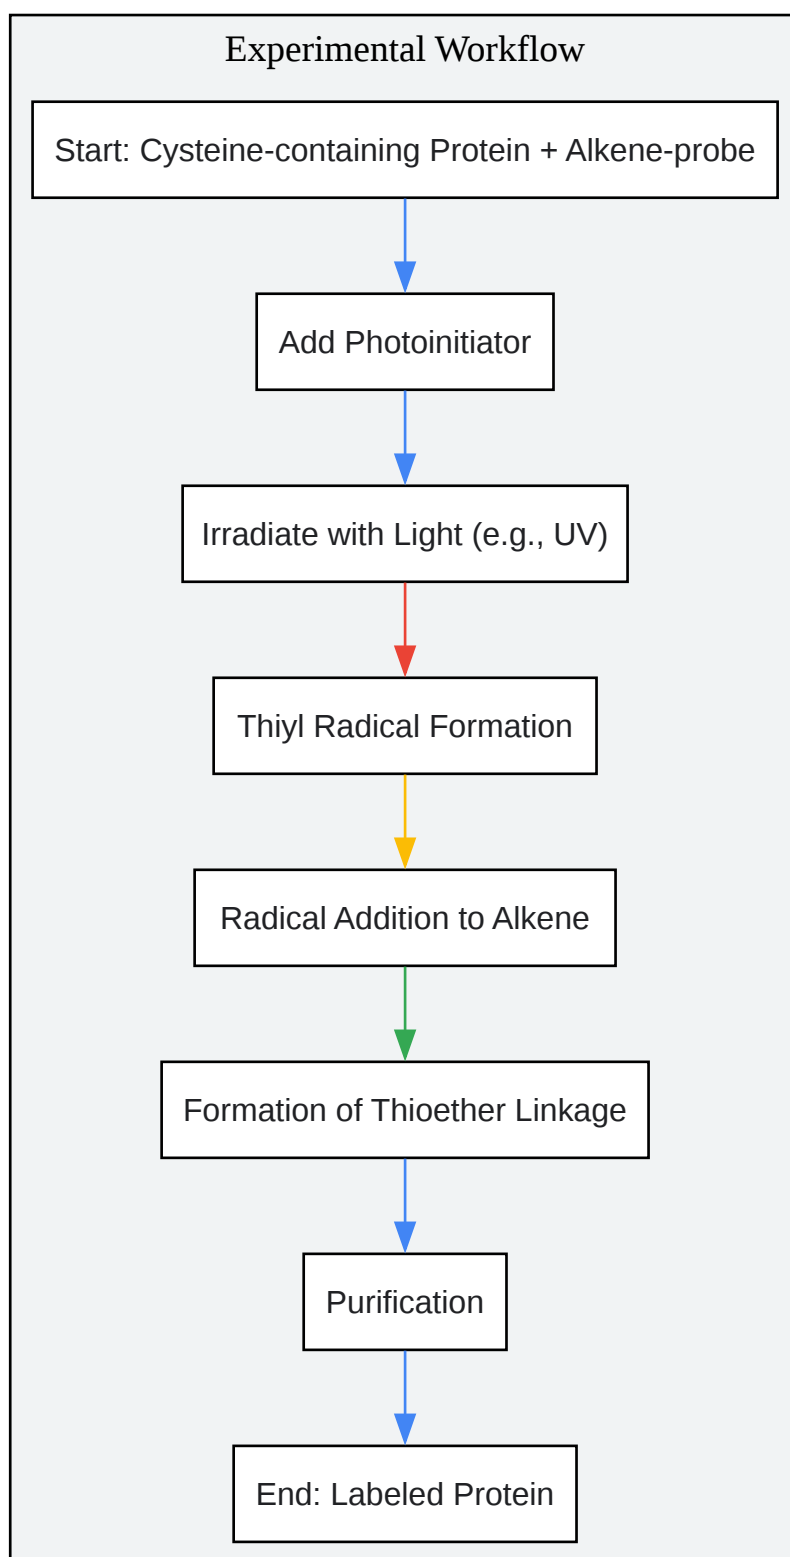 Experimental Workflow
Start: Cysteine-containing Protein + Alkene-probe
Add Photoinitiator
Irradiate with Light (e.g., UV)
Thiyl Radical Formation
Radical Addition to Alkene
Formation of Thioether Linkage
Purification
End: Labeled Protein